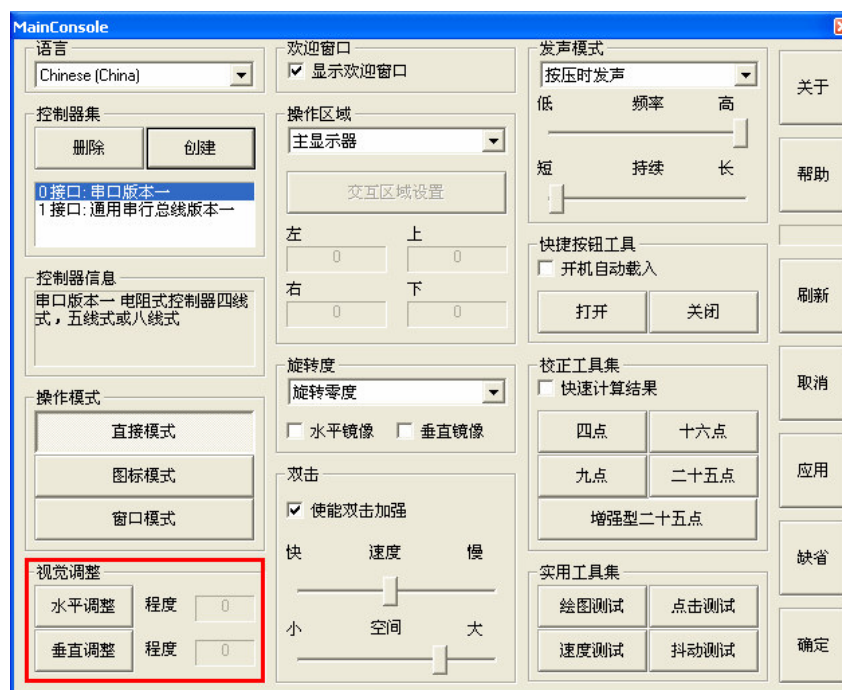 MainConsole
语言
Chinese (China)
控制器集
删除
创建
0 接口: 串口版本一
1 接口: 通用串行总线版本一
控制器信息
串口版本一 电阻式控制器四线
式，五线式或八线式
操作模式
直接模式
图标模式
窗口模式
视觉调整
水平调整 程度 0
垂直调整 程度 0
欢迎窗口
显示欢迎窗口
操作区域
主显示器
交互区域设置
左 上
0 0
右 下
0 0
旋转度
旋转零度
水平镜像 垂直镜像
双击
使能双击加强
快 速度 慢
小 空间 大
发声模式
按压时发声
低 频率 高
短 持续 长
快捷按钮工具
开机自动载入
打开 关闭
校正工具集
快速计算结果
四点 十六点
九点 二十五点
增强型二十五点
实用工具集
绘图测试 点击测试
速度测试 抖动测试
关于
帮助
刷新
取消
应用
缺省
确定